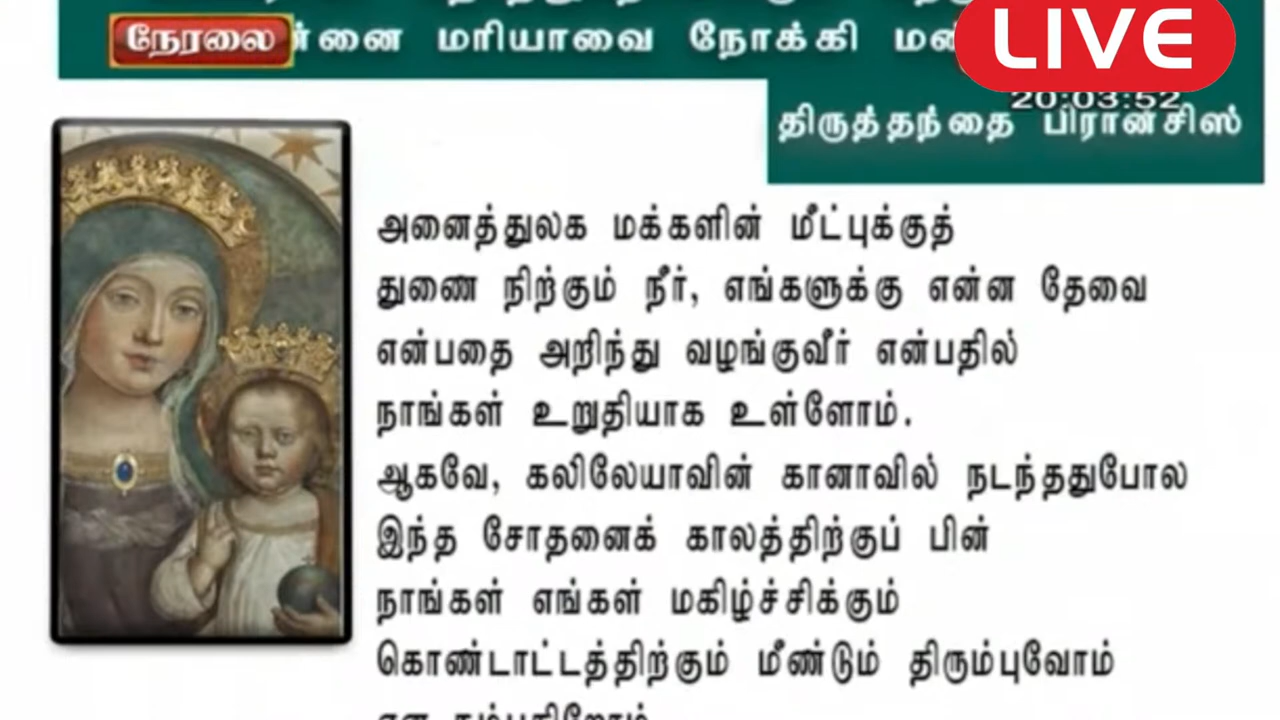 நேரலை
மரியாவை நோக்கி
LIVE
20:03:52
திருத்தந்தை பிரான்சிஸ்
அனைத்துலக மக்களின் மீட்புக்குத்
துணை நிற்கும் நீர், எங்களுக்கு என்ன தேவை
என்பதை அறிந்து வழங்குவீர் என்பதில்
நாங்கள் உறுதியாக உள்ளோம்.
ஆகவே, கலிலேயாவின் கானாவில் நடந்ததுபோல
இந்த சோதனைக் காலத்திற்குப் பின்
நாங்கள் எங்கள் மகிழ்ச்சிக்கும்
கொண்டாட்டத்திற்கும் மீண்டும் திரும்புவோம்